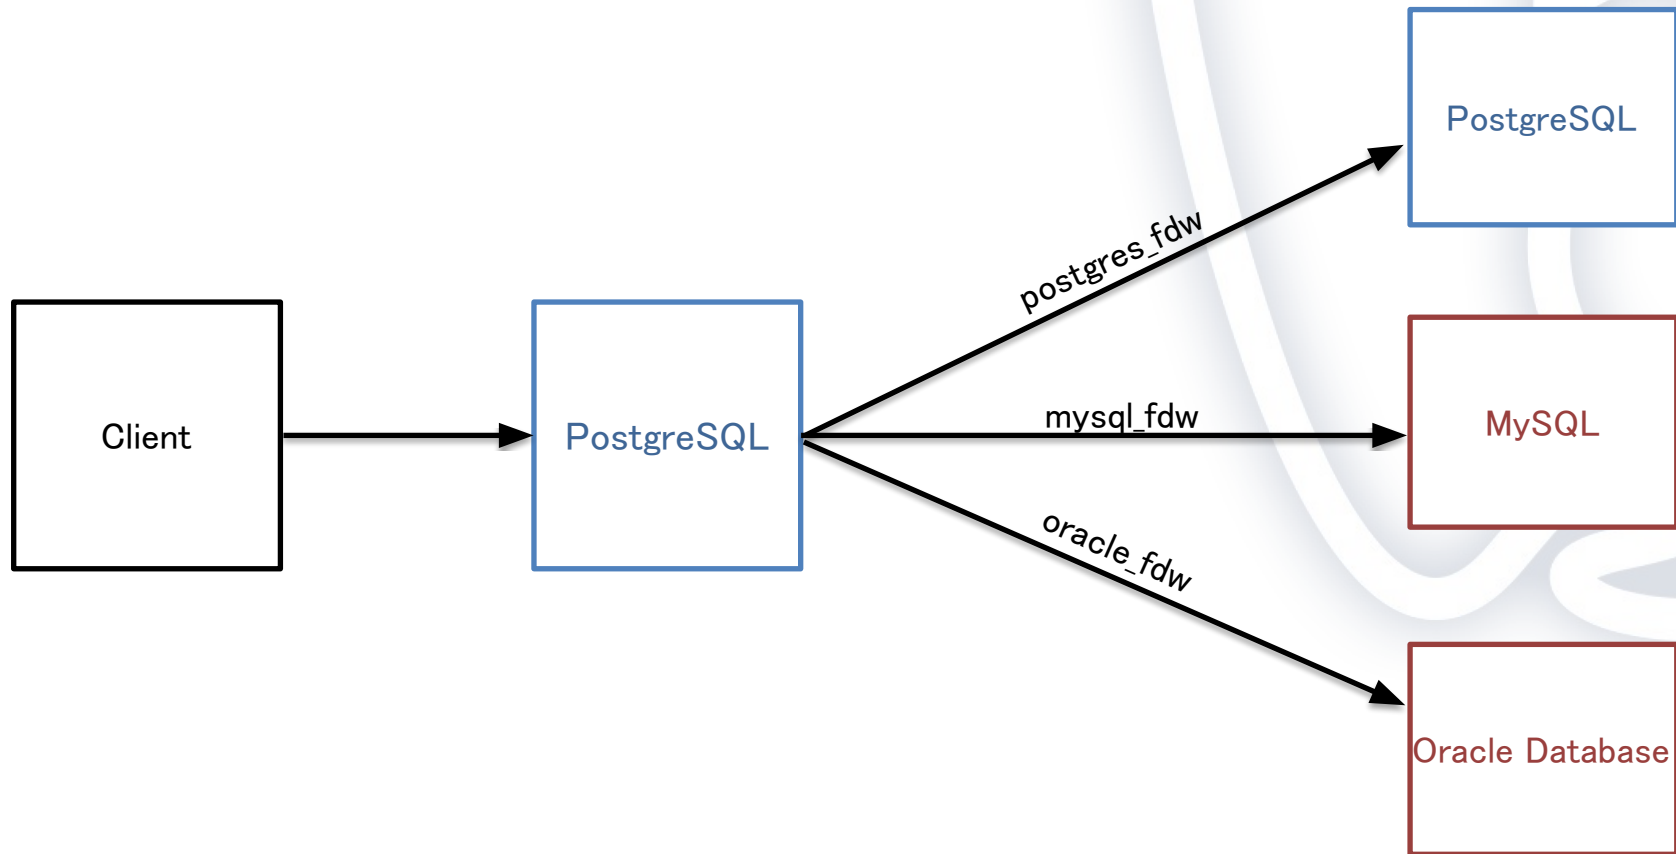 PostgreSQL
postgres_fdw
Client
PostgreSQL
mysql_fdw
MySQL
oracle_fdw
Oracle Database